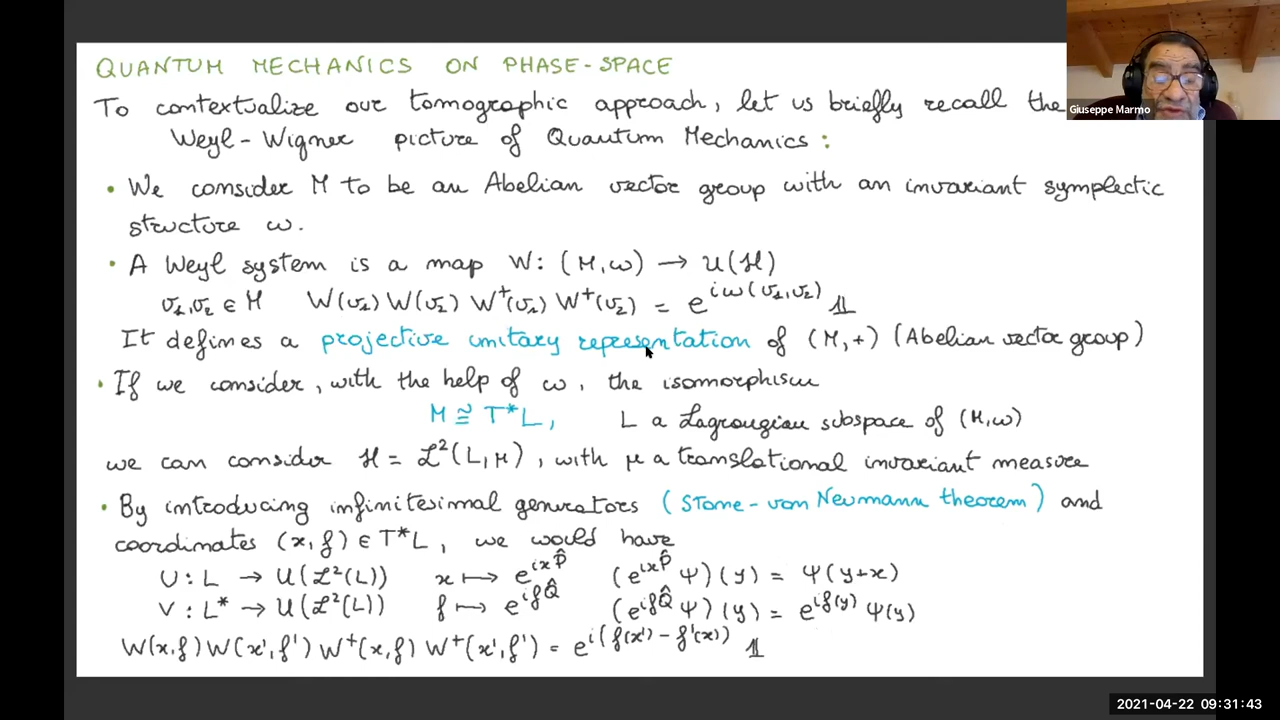 QUANTUM MECHANICS ON PHASE-SPACE
To contextualize our tomographic approach, let us briefly recall the
Weyl-Wigner picture of Quantum Mechanics :
Giuseppe Marmo
• We consider M to be an Abelian vector group with an invariant symplectic
structure ω.
• A Weyl system is a map W: (M,ω) → U(H)
v₁,v₂ ∈ M W(v₁) W(v₂) W†(v₁) W†(v₂) = e^{iω(v₁,v₂)} 𝟙
It defines a projective unitary representation of (M,+) (Abelian vector group)
• If we consider, with the help of ω, the isomorphism
M ≅ T*L, L a Lagrangian subspace of (M,ω)
we can consider H = L²(L,μ), with μ a translational invariant measure
• By introducing infinitesimal generators (Stone-von Neumann theorem) and
coordinates (x,f) ∈ T*L, we would have
U: L → U(L²(L)) x ↦ e^{ixP̂} (e^{ixP̂} Ψ)(y) = Ψ(y+x)
V: L* → U(L²(L)) f ↦ e^{ifQ̂} (e^{ifQ̂} Ψ)(y) = e^{if(y)} Ψ(y)
W(x,f) W(x',f') W†(x,f) W†(x',f') = e^{i(f(x') - f'(x))} 𝟙
2021-04-22 09:31:43